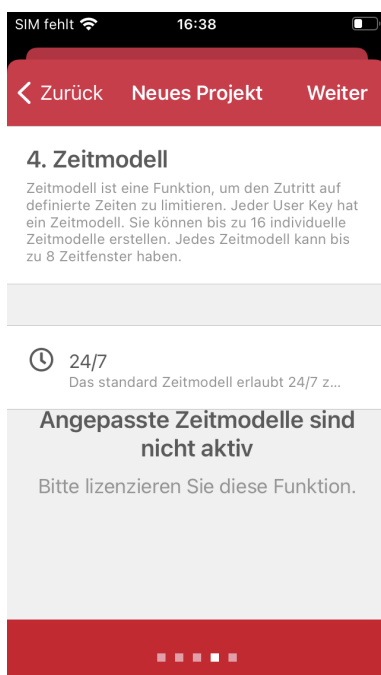 SIM fehlt 16:38
Zurück Neues Projekt Weiter
4. Zeitmodell
Zeitmodell ist eine Funktion, um den Zutritt auf
definierte Zeiten zu limitieren. Jeder User Key hat
ein Zeitmodell. Sie können bis zu 16 individuelle
Zeitmodelle erstellen. Jedes Zeitmodell kann bis
zu 8 Zeitfenster haben.
24/7
Das standard Zeitmodell erlaubt 24/7 z...
Angepasste Zeitmodelle sind
nicht aktiv
Bitte lizenzieren Sie diese Funktion.